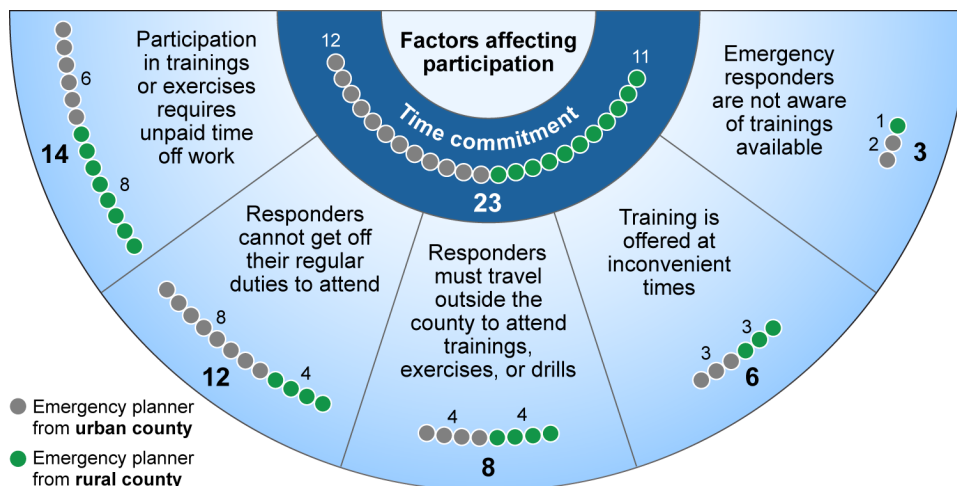 Factors affecting
participation
12
11
Time commitment
23
Participation
in trainings
or exercises
requires
unpaid time
off work
6
14
8
Responders
cannot get off
their regular
duties to attend
8
12
4
Responders
must travel
outside the
county to attend
trainings,
exercises, or drills
4
4
8
Training is
offered at
inconvenient
times
3
3
6
Emergency
responders
are not aware
of trainings
available
1
2
3
Emergency planner
from urban county
Emergency planner
from rural county